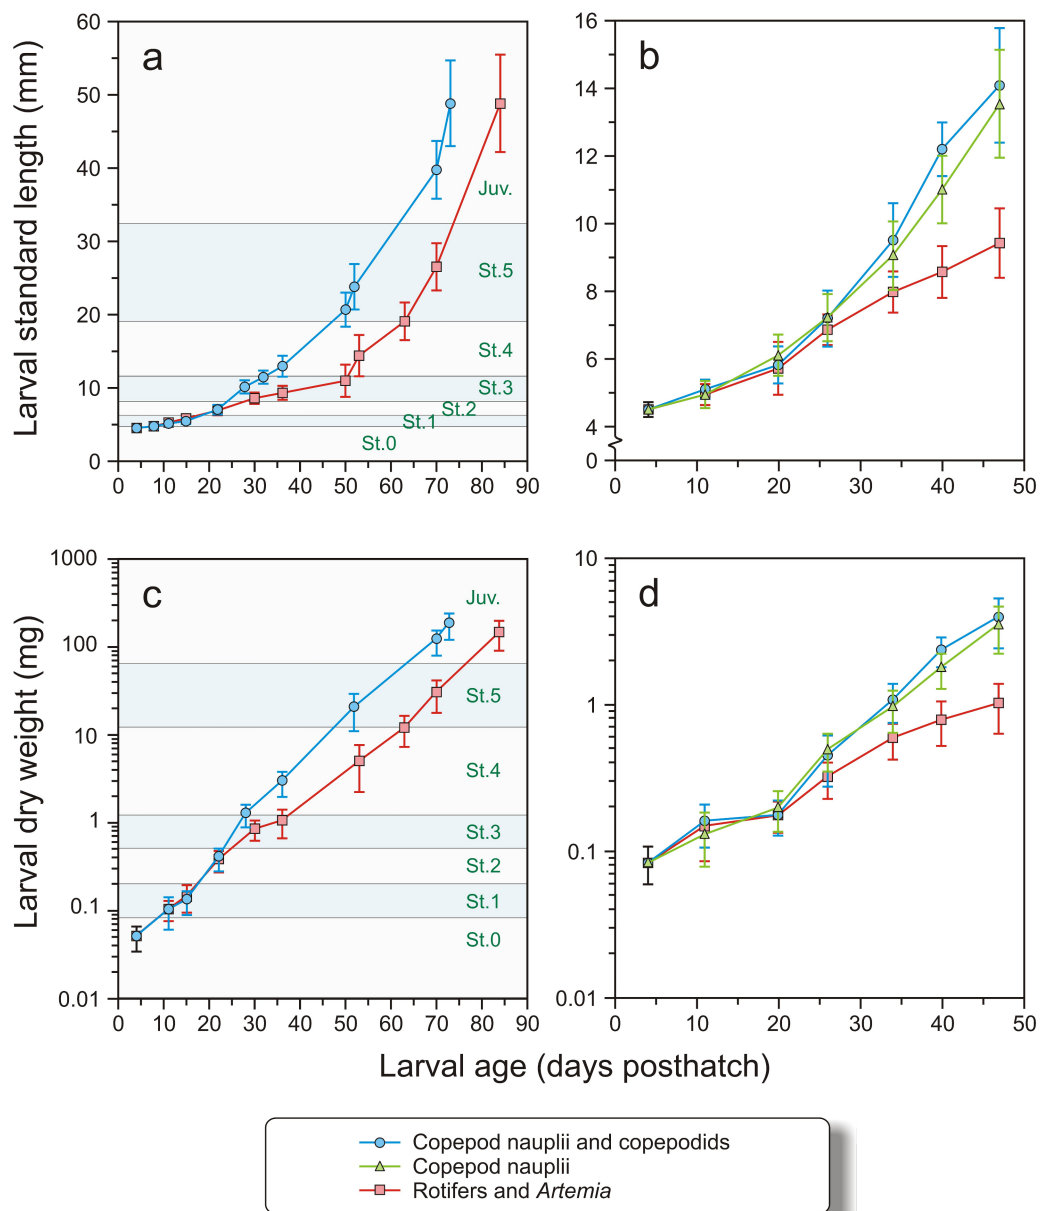 a
b
Larval standard length (mm)
60
50
40
30
20
10
0
Juv.
St.5
St.4
St.3
St.2
St.1
St.0
0 10 20 30 40 50 60 70 80 90
16
14
12
10
8
6
4
0
0 10 20 30 40 50
c
d
Larval dry weight (mg)
1000
100
10
1
0.1
0.01
Juv.
St.5
St.4
St.3
St.2
St.1
St.0
0 10 20 30 40 50 60 70 80 90
10
1
0.1
0.01
0 10 20 30 40 50
Larval age (days posthatch)
Copepod nauplii and copepodids
Copepod nauplii
Rotifers and Artemia